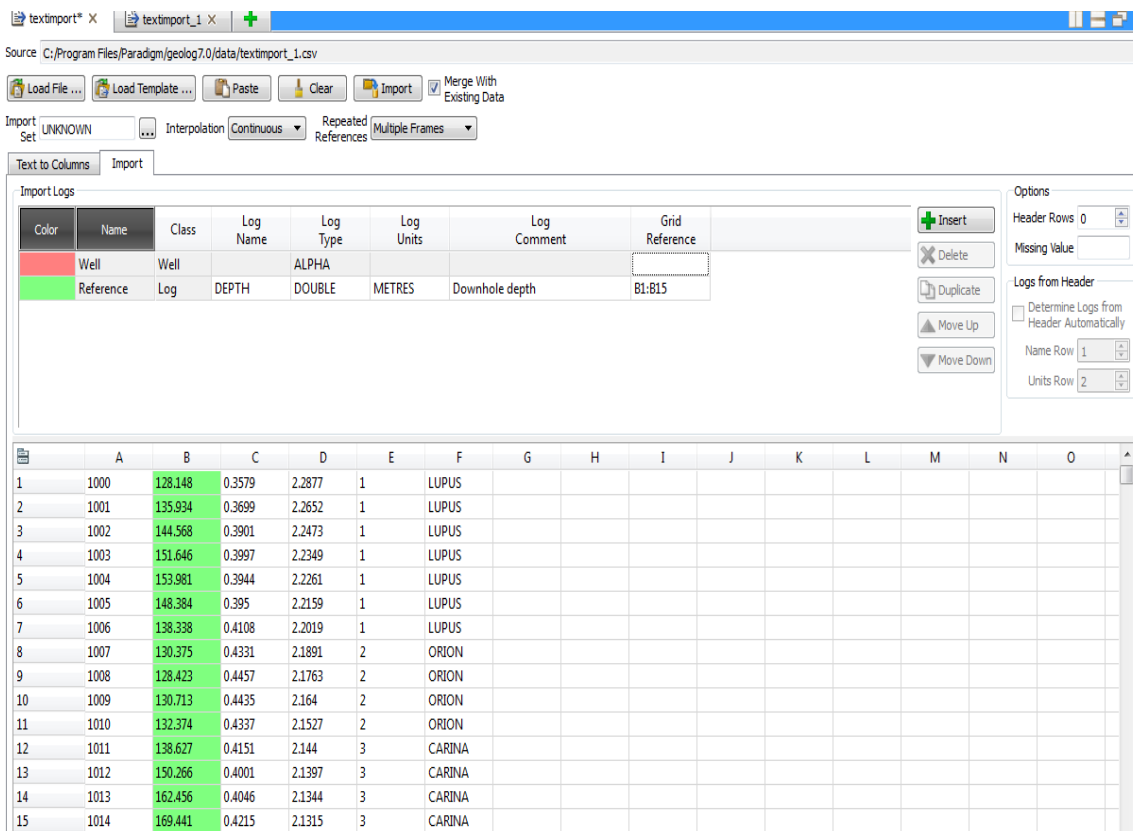 textimport* X textimport_1 X
Source C:/Program Files/Paradigm/geolog7.0/data/textimport_1.csv
Load File ... Load Template ... Paste Clear Import Merge With Existing Data
Import Set UNKNOWN ... Interpolation Continuous Repeated References Multiple Frames
Text to Columns Import
Import Logs Options
Color Name Class Log Name Log Type Log Units Log Comment Grid Reference
Well Well ALPHA
Reference Log DEPTH DOUBLE METRES Downhole depth B1:B15
Insert
Delete
Duplicate
Move Up
Move Down
Header Rows 0
Missing Value
Logs from Header
Determine Logs from
Header Automatically
Name Row 1
Units Row 2
A B C D E F G H I J K L M N O
1 1000 128.148 0.3579 2.2877 1 LUPUS
2 1001 135.934 0.3699 2.2652 1 LUPUS
3 1002 144.568 0.3901 2.2473 1 LUPUS
4 1003 151.646 0.3997 2.2349 1 LUPUS
5 1004 153.981 0.3944 2.2261 1 LUPUS
6 1005 148.384 0.395 2.2159 1 LUPUS
7 1006 138.338 0.4108 2.2019 1 LUPUS
8 1007 130.375 0.4331 2.1891 2 ORION
9 1008 128.423 0.4457 2.1763 2 ORION
10 1009 130.713 0.4435 2.164 2 ORION
11 1010 132.374 0.4337 2.1527 2 ORION
12 1011 138.627 0.4151 2.144 3 CARINA
13 1012 150.266 0.4001 2.1397 3 CARINA
14 1013 162.456 0.4046 2.1344 3 CARINA
15 1014 169.441 0.4215 2.1315 3 CARINA